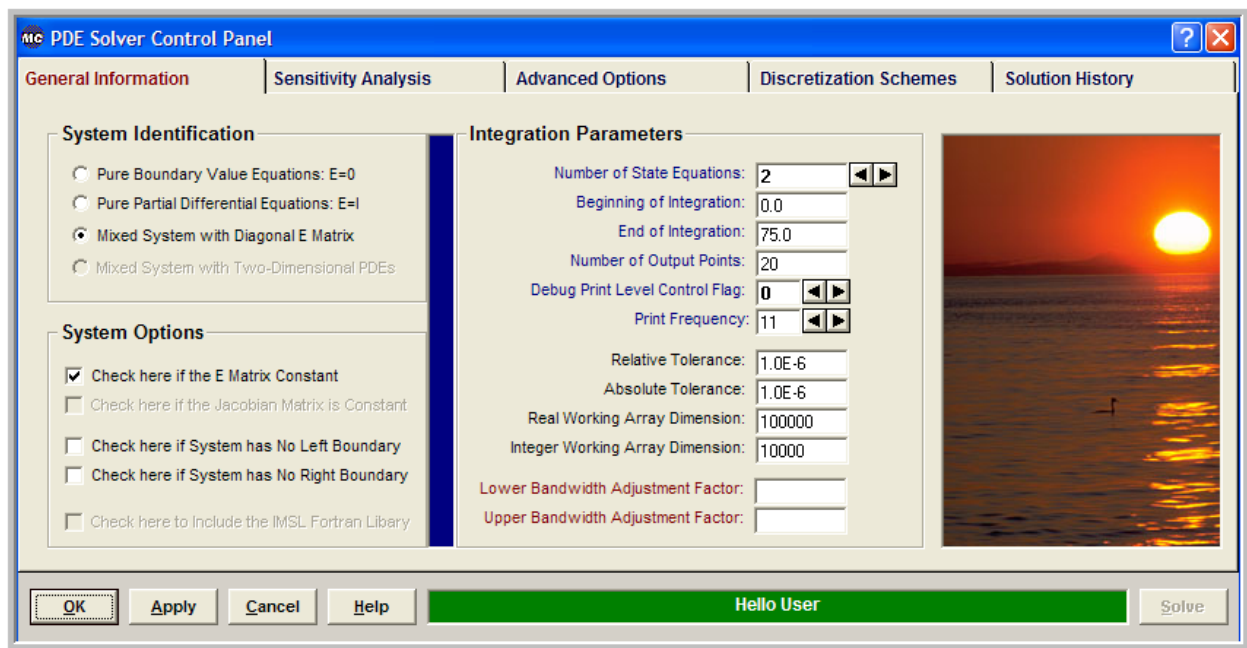 MC PDE Solver Control Panel
General Information Sensitivity Analysis Advanced Options Discretization Schemes Solution History
System Identification
Pure Boundary Value Equations: E=0
Pure Partial Differential Equations: E=I
Mixed System with Diagonal E Matrix
Mixed System with Two-Dimensional PDEs
System Options
Check here if the E Matrix Constant
Check here if the Jacobian Matrix is Constant
Check here if System has No Left Boundary
Check here if System has No Right Boundary
Check here to Include the IMSL Fortran Libary
Integration Parameters
Number of State Equations: 2
Beginning of Integration: 0.0
End of Integration: 75.0
Number of Output Points: 20
Debug Print Level Control Flag: 0
Print Frequency: 11
Relative Tolerance: 1.0E-6
Absolute Tolerance: 1.0E-6
Real Working Array Dimension: 100000
Integer Working Array Dimension: 10000
Lower Bandwidth Adjustment Factor:
Upper Bandwidth Adjustment Factor:
OK Apply Cancel Help Hello User Solve